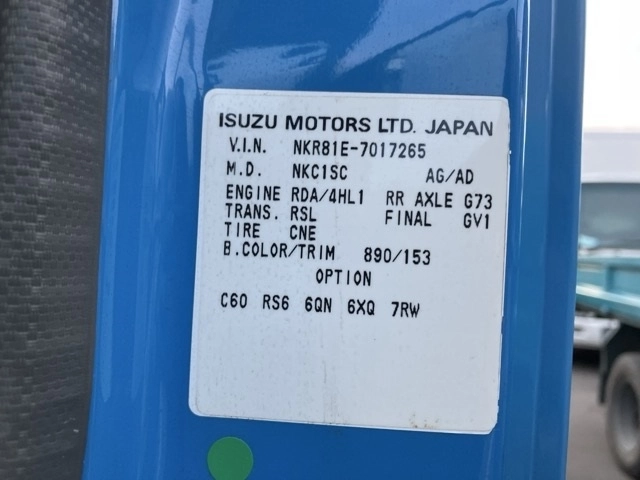 ISUZU MOTORS LTD. JAPAN
V.I.N. NKR81E-7017265
M.D. NKC1SC AG/AD
ENGINE RDA/4HL1 RR AXLE G73
TRANS. RSL FINAL GV1
TIRE CNE
B.COLOR/TRIM 890/153
OPTION
C60 RS6 6QN 6XQ 7RW